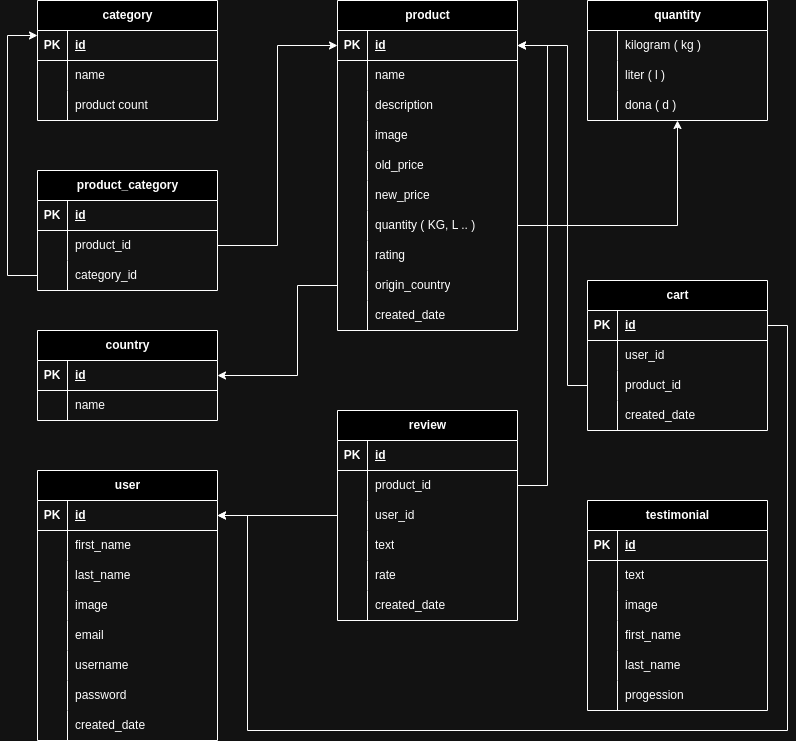 category
PK id
name
product count
product_category
PK id
product_id
category_id
country
PK id
name
user
PK id
first_name
last_name
image
email
username
password
created_date
product
PK id
name
description
image
old_price
new_price
quantity ( KG, L .. )
rating
origin_country
created_date
review
PK id
product_id
user_id
text
rate
created_date
quantity
kilogram ( kg )
liter ( l )
dona ( d )
cart
PK id
user_id
product_id
created_date
testimonial
PK id
text
image
first_name
last_name
progession